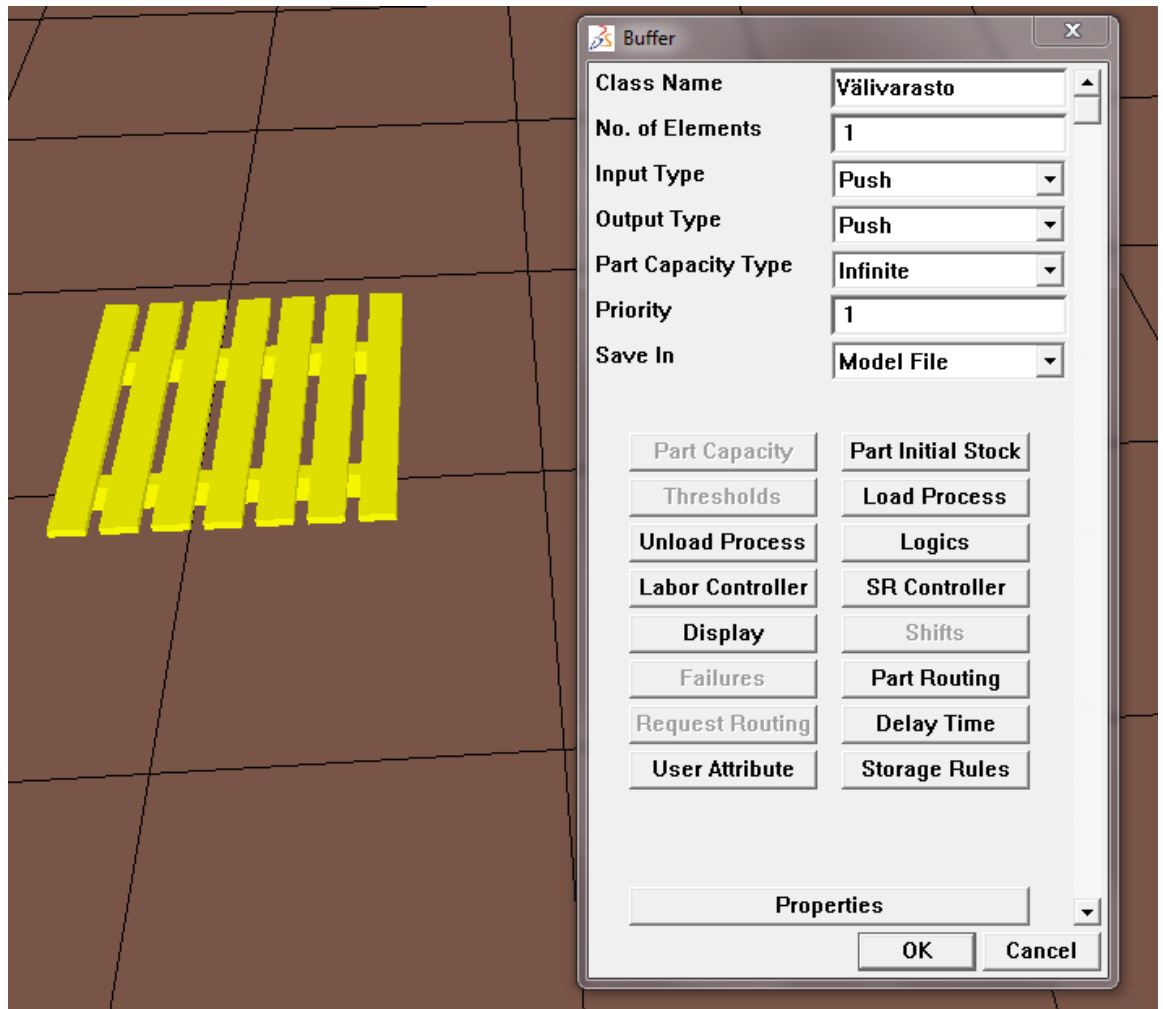 Buffer
Class Name Välivarasto
No. of Elements 1
Input Type Push
Output Type Push
Part Capacity Type Infinite
Priority 1
Save In Model File
Part Capacity Part Initial Stock
Thresholds Load Process
Unload Process Logics
Labor Controller SR Controller
Display Shifts
Failures Part Routing
Request Routing Delay Time
User Attribute Storage Rules
Properties
OK Cancel